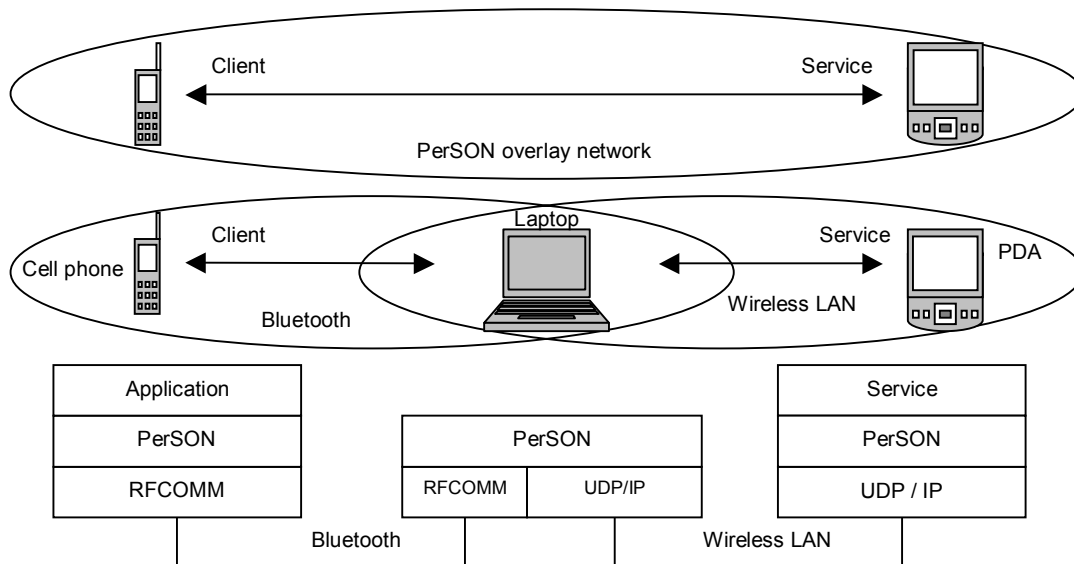 Client
Service
PerSON overlay network
Laptop
Client
Service
Cell phone
PDA
Bluetooth
Wireless LAN
Application
Service
PerSON
PerSON
PerSON
RFCOMM
RFCOMM
UDP/IP
UDP / IP
Bluetooth
Wireless LAN